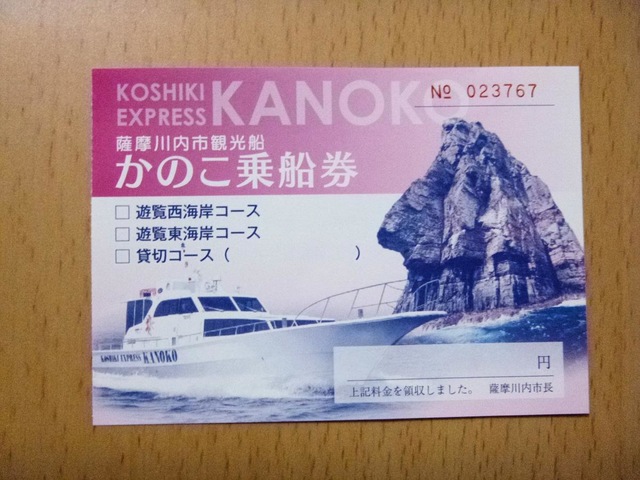 KOSHIKI
EXPRESS KANOKO
№ 023767
薩摩川内市観光船
かのこ乗船券
□ 遊覧西海岸コース
□ 遊覧東海岸コース
□ 貸切コース（　　　　　　　　）
KOSHIKI EXPRESS KANOKO
円
上記料金を領収しました。 薩摩川内市長